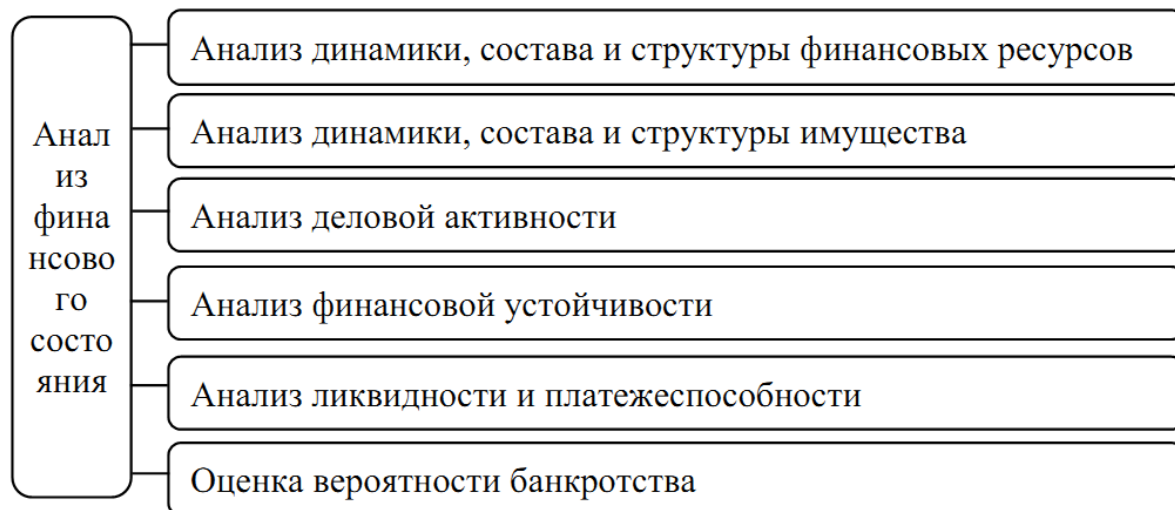 Анал
из
фина
нсово
го
состо
яния
Анализ динамики, состава и структуры финансовых ресурсов
Анализ динамики, состава и структуры имущества
Анализ деловой активности
Анализ финансовой устойчивости
Анализ ликвидности и платежеспособности
Оценка вероятности банкротства